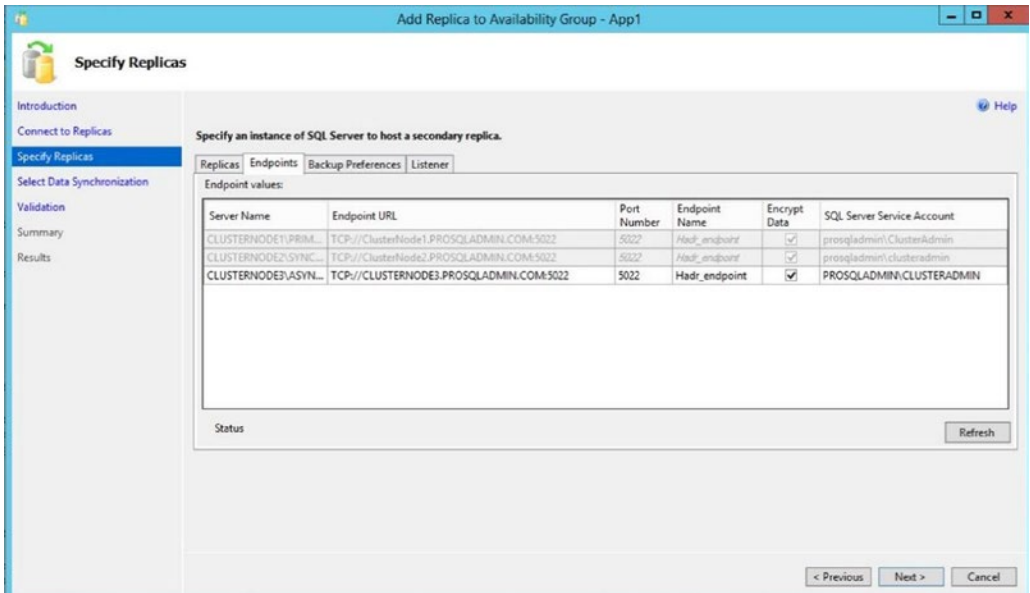 Add Replica to Availability Group - App1
Specify Replicas
Introduction
Help
Connect to Replicas
Specify an instance of SQL Server to host a secondary replica.
Specify Replicas
Replicas Endpoints Backup Preferences Listener
Select Data Synchronization
Endpoint values:
Validation
Server Name Endpoint URL Port Number Endpoint Name Encrypt Data SQL Server Service Account
Summary
CLUSTERNODE1\PRIM... TCP://ClusterNode1.PROSQLADMIN.COM:5022 5022 Hadr_endpoint prosqladmin\ClusterAdmin
Results
CLUSTERNODE2\SYNC... TCP://ClusterNode2.PROSQLADMIN.COM:5022 5022 Hadr_endpoint prosqladmin\clusteradmin
CLUSTERNODE3\ASYN... TCP://CLUSTERNODE3.PROSQLADMIN.COM:5022 5022 Hadr_endpoint PROSQLADMIN\CLUSTERADMIN
Status
Refresh
< Previous Next > Cancel